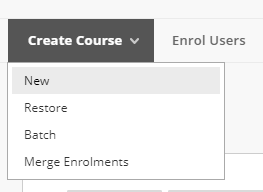 Create Course Enrol Users
New
Restore
Batch
Merge Enrolments